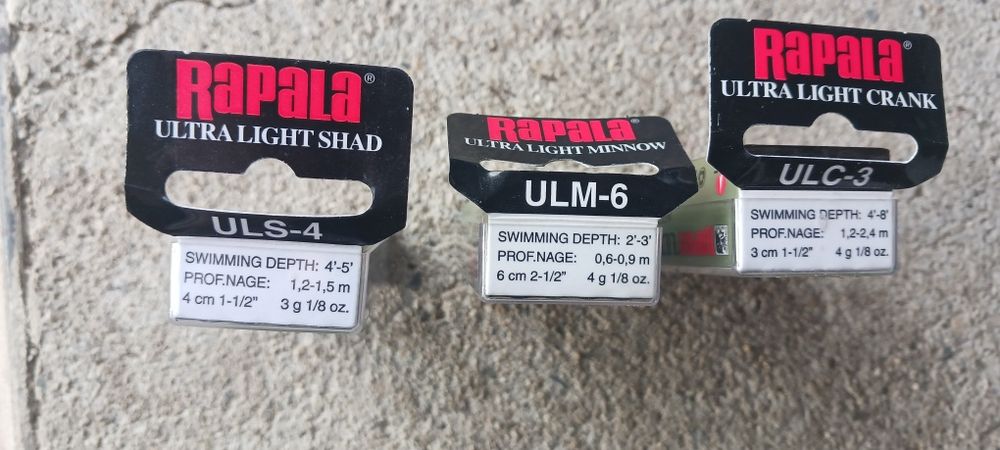 RAPALA®
ULTRA LIGHT SHAD
ULS-4
SWIMMING DEPTH: 4'-5'
PROF.NAGE: 1,2-1,5 m
4 cm 1-1/2" 3 g 1/8 oz.
RAPALA®
ULTRA LIGHT MINNOW
ULM-6
SWIMMING DEPTH: 2'-3'
PROF.NAGE: 0,6-0,9 m
6 cm 2-1/2" 4 g 1/8 oz.
RAPALA®
ULTRA LIGHT CRANK
ULC-3
SWIMMING DEPTH: 4'-8'
PROF.NAGE: 1,2-2,4 m
3 cm 1-1/2" 4 g 1/8 oz.